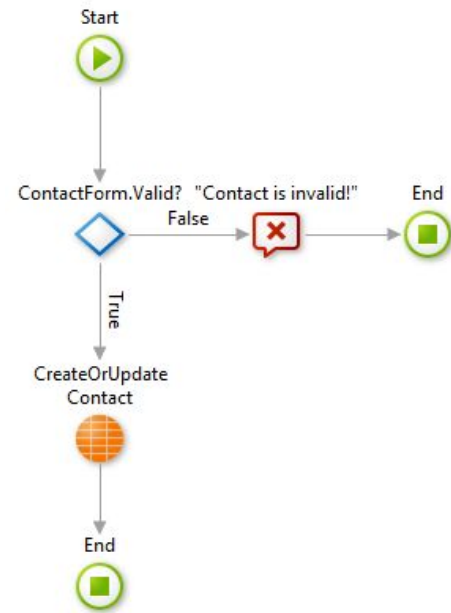 Start
ContactForm.Valid?
"Contact is invalid!"
End
False
True
CreateOrUpdate
Contact
End